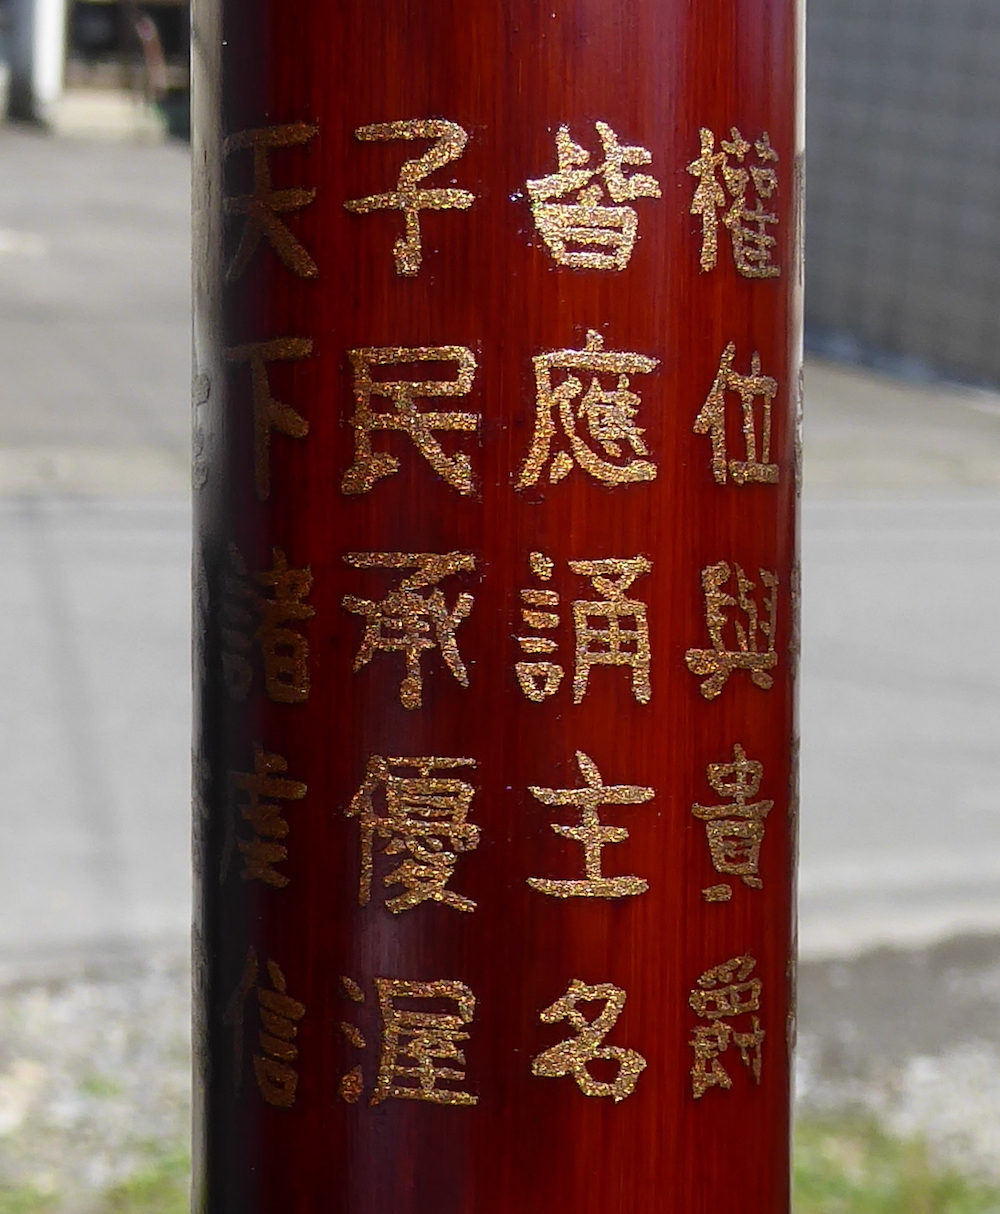 權位與貴爵
皆應誦主名
子民承優渥
天下諸虔信